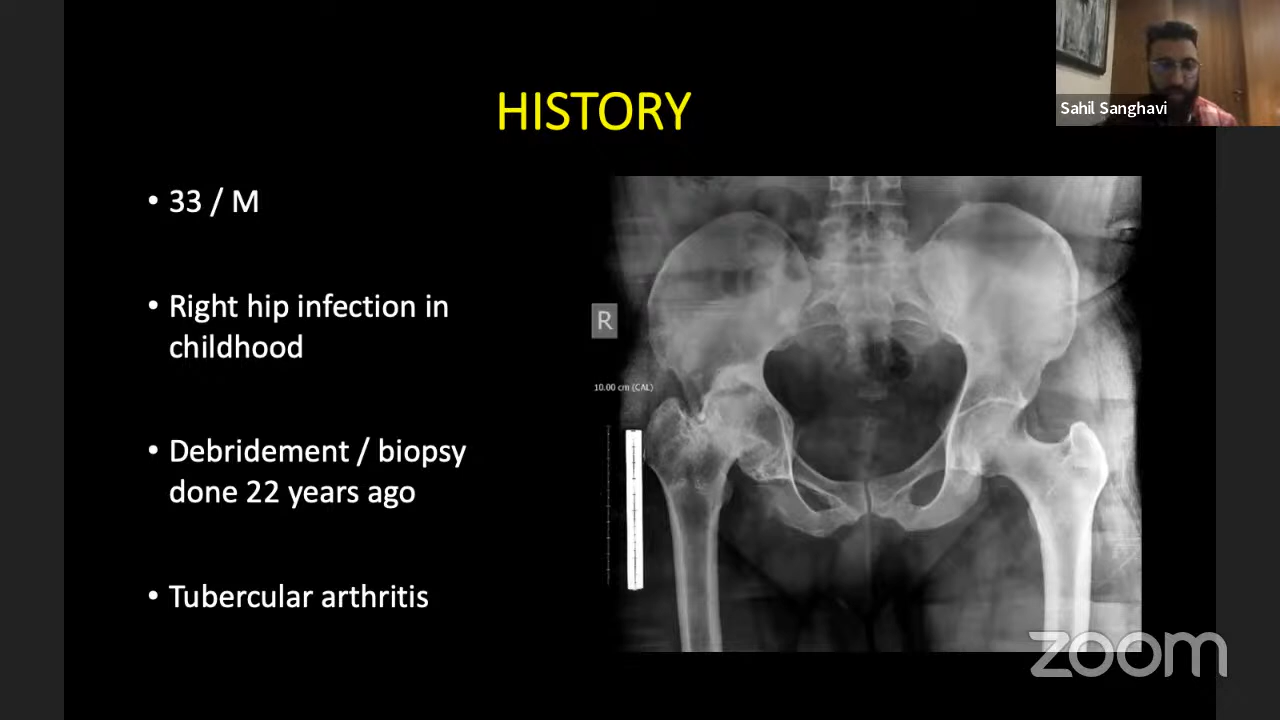 Sahil Sanghavi
HISTORY
• 33 / M
• Right hip infection in
childhood
• Debridement / biopsy
done 22 years ago
• Tubercular arthritis
R
10.00 cm (CAL)
zoom